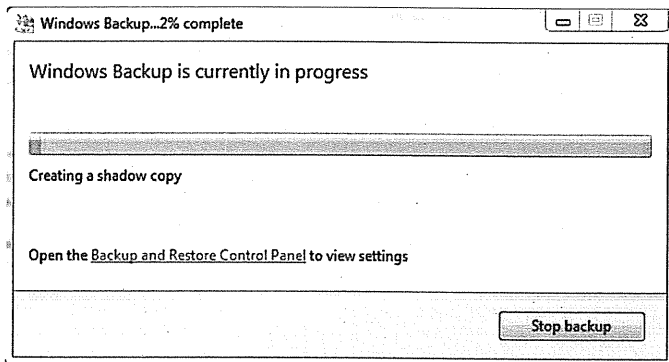 Windows Backup...2% complete
Windows Backup is currently in progress
Creating a shadow copy
Open the Backup and Restore Control Panel to view settings
Stop backup